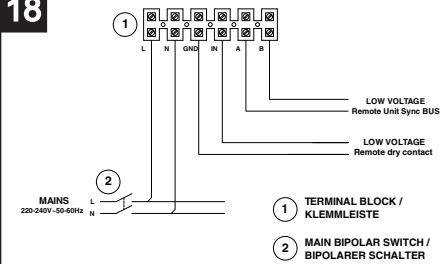 18
1
L N GND IN A B
LOW VOLTAGE
Remote Unit Sync BUS
LOW VOLTAGE
Remote dry contact
2
MAINS
220-240V~50-60Hz
L
N
1 TERMINAL BLOCK /
KLEMMLEISTE
2 MAIN BIPOLAR SWITCH /
BIPOLARER SCHALTER